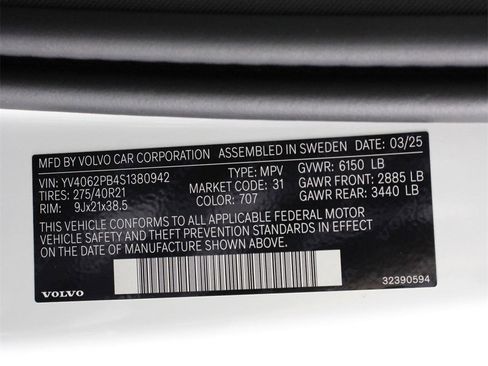 MFD BY VOLVO CAR CORPORATION ASSEMBLED IN SWEDEN DATE: 03/25
VIN: YV4062PB4S1380942 TYPE: MPV GVWR: 6150 LB
TIRES: 275/40R21 MARKET CODE: 31 GAWR FRONT: 2885 LB
RIM: 9Jx21x38.5 COLOR: 707 GAWR REAR: 3440 LB
THIS VEHICLE CONFORMS TO ALL APPLICABLE FEDERAL MOTOR
VEHICLE SAFETY AND THEFT PREVENTION STANDARDS IN EFFECT
ON THE DATE OF MANUFACTURE SHOWN ABOVE.
VOLVO 32390594